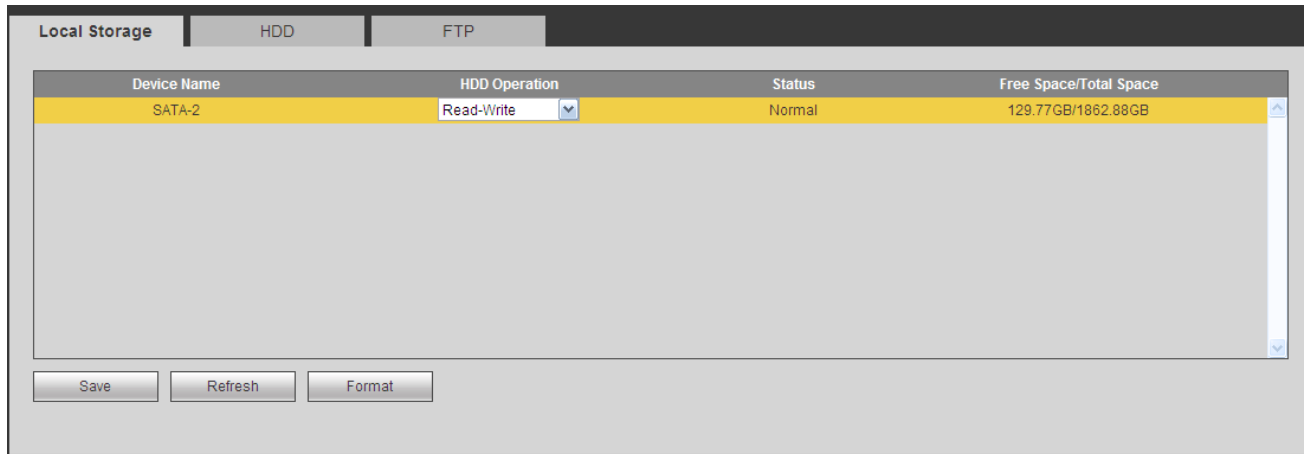 Local Storage HDD FTP
Device Name HDD Operation Status Free Space/Total Space
SATA-2 Read-Write Normal 129.77GB/1862.88GB
Save Refresh Format